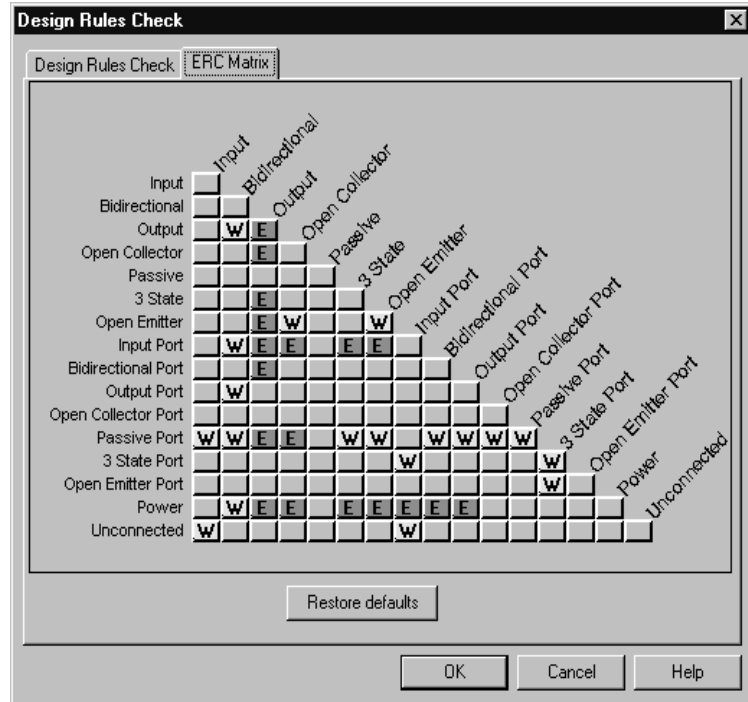 Design Rules Check
Design Rules Check ERC Matrix
Input
Bidirectional
Output
Open Collector
Passive
3 State
Open Emitter
Input Port
Bidirectional Port
Output Port
Open Collector Port
Passive Port
3 State Port
Open Emitter Port
Power
Unconnected
Input
Bidirectional
Output W E
Open Collector E
Passive
3 State E
Open Emitter E W W
Input Port W E E E E
Bidirectional Port E
Output Port W
Open Collector Port
Passive Port W W E E W W W W W W
3 State Port W W
Open Emitter Port W
Power W E E E E E E E
Unconnected W W
Restore defaults
OK Cancel Help